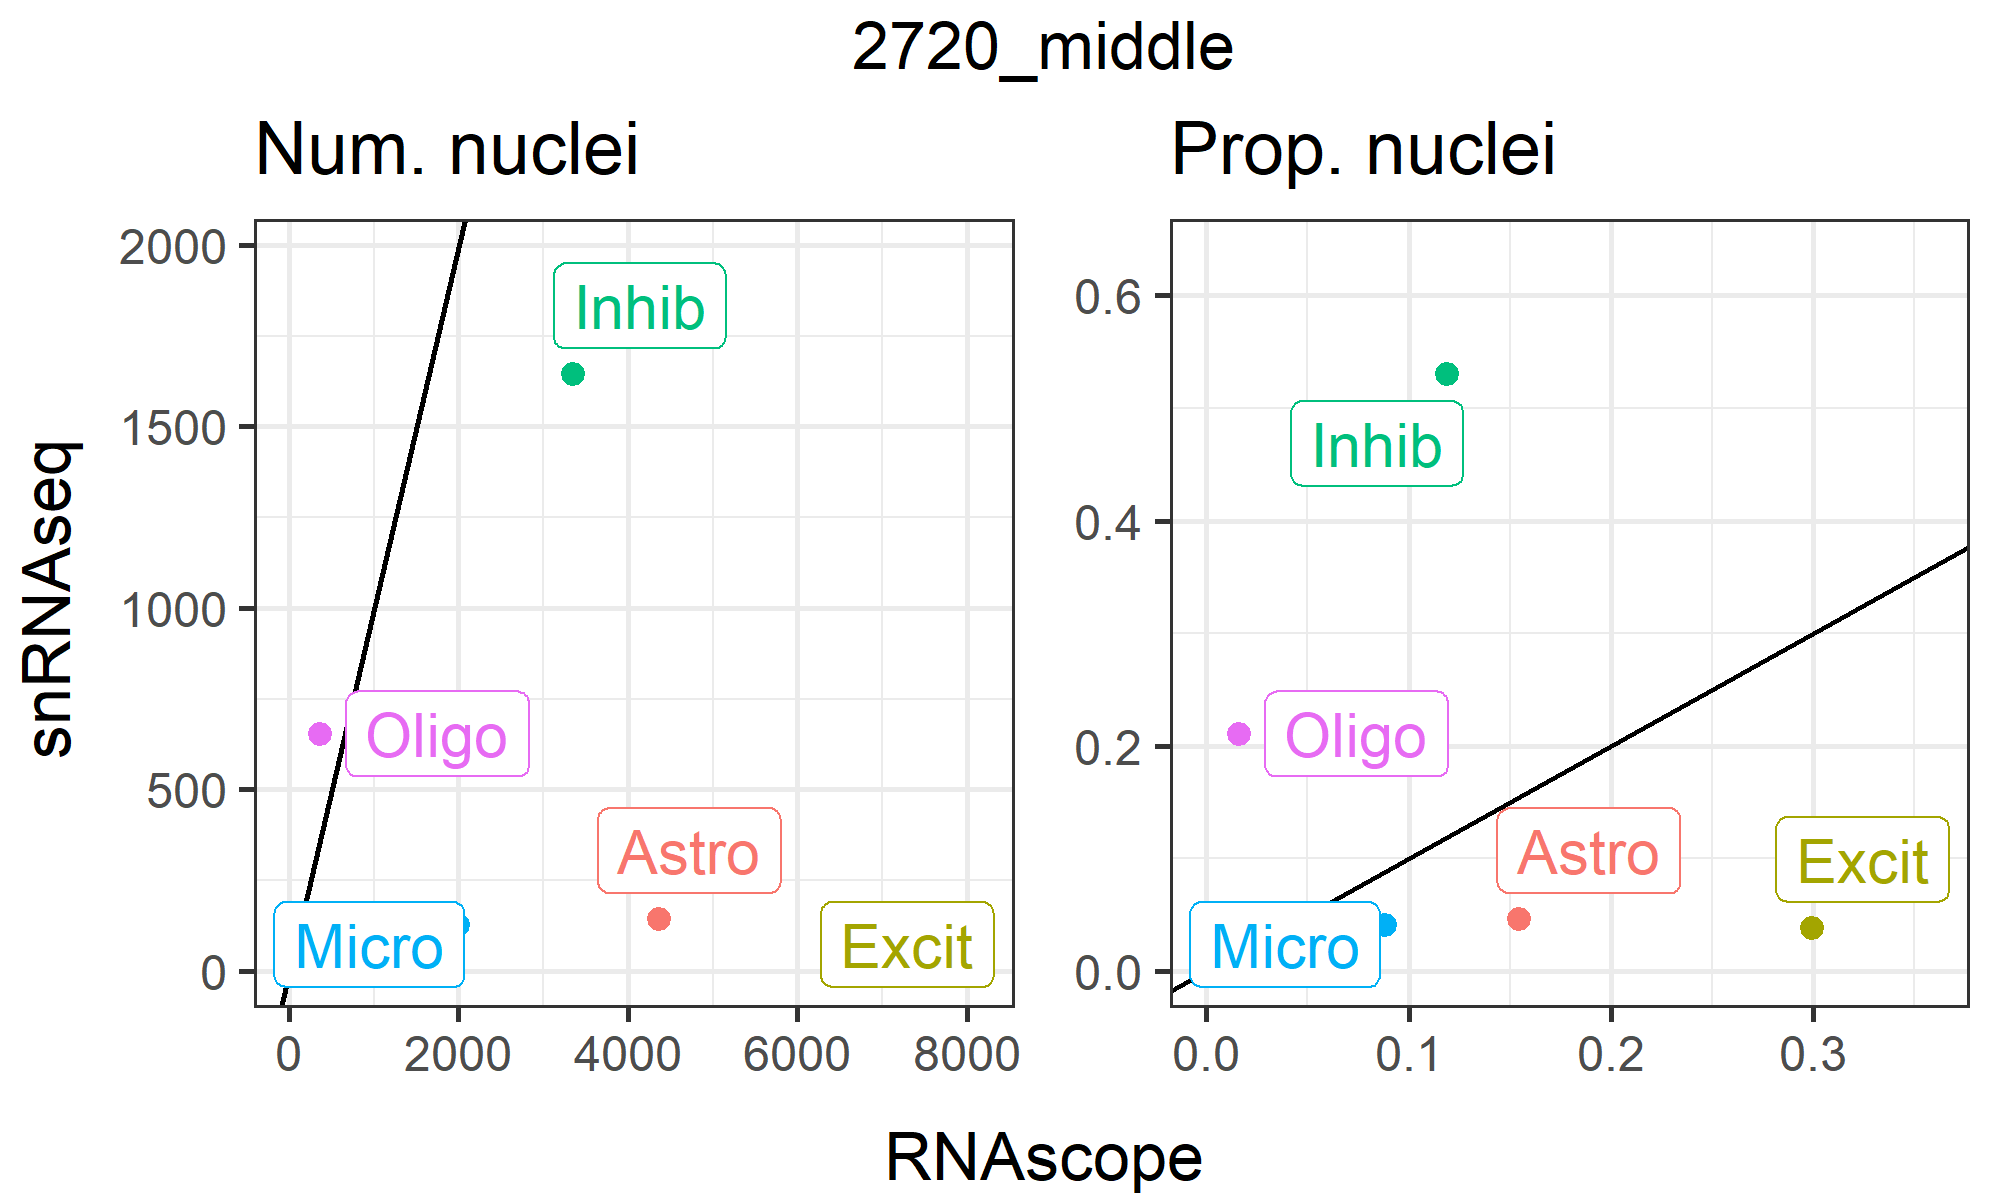 2720_middle
Num. nuclei
Prop. nuclei
snRNAseq
2000
1500
1000
500
0
Inhib
Oligo
Astro
Micro
Excit
0 2000 4000 6000 8000
0.6
0.4
0.2
0.0
Inhib
Oligo
Astro
Excit
Micro
0.0 0.1 0.2 0.3
RNAscope